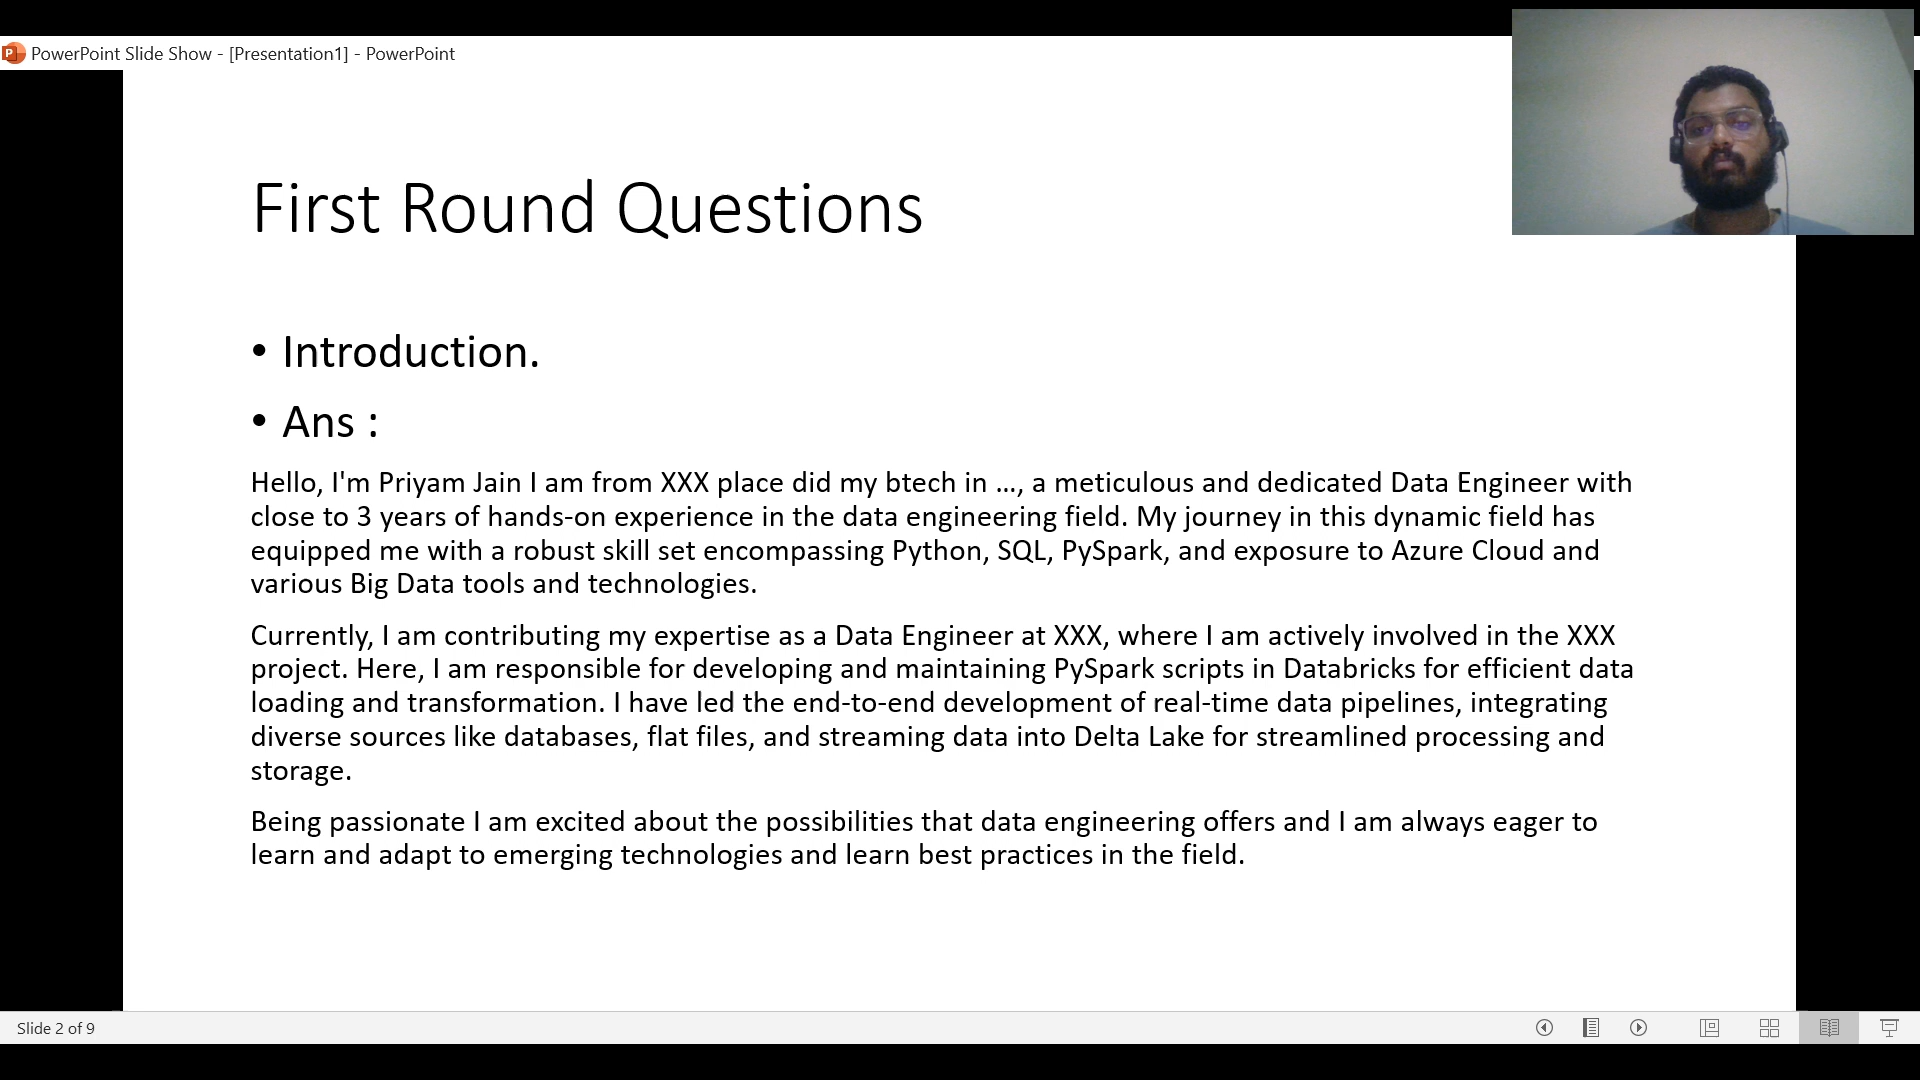 PowerPoint Slide Show - [Presentation1] - PowerPoint
First Round Questions
• Introduction.
• Ans :
Hello, I'm Priyam Jain I am from XXX place did my btech in …, a meticulous and dedicated Data Engineer with
close to 3 years of hands-on experience in the data engineering field. My journey in this dynamic field has
equipped me with a robust skill set encompassing Python, SQL, PySpark, and exposure to Azure Cloud and
various Big Data tools and technologies.
Currently, I am contributing my expertise as a Data Engineer at XXX, where I am actively involved in the XXX
project. Here, I am responsible for developing and maintaining PySpark scripts in Databricks for efficient data
loading and transformation. I have led the end-to-end development of real-time data pipelines, integrating
diverse sources like databases, flat files, and streaming data into Delta Lake for streamlined processing and
storage.
Being passionate I am excited about the possibilities that data engineering offers and I am always eager to
learn and adapt to emerging technologies and learn best practices in the field.
Slide 2 of 9